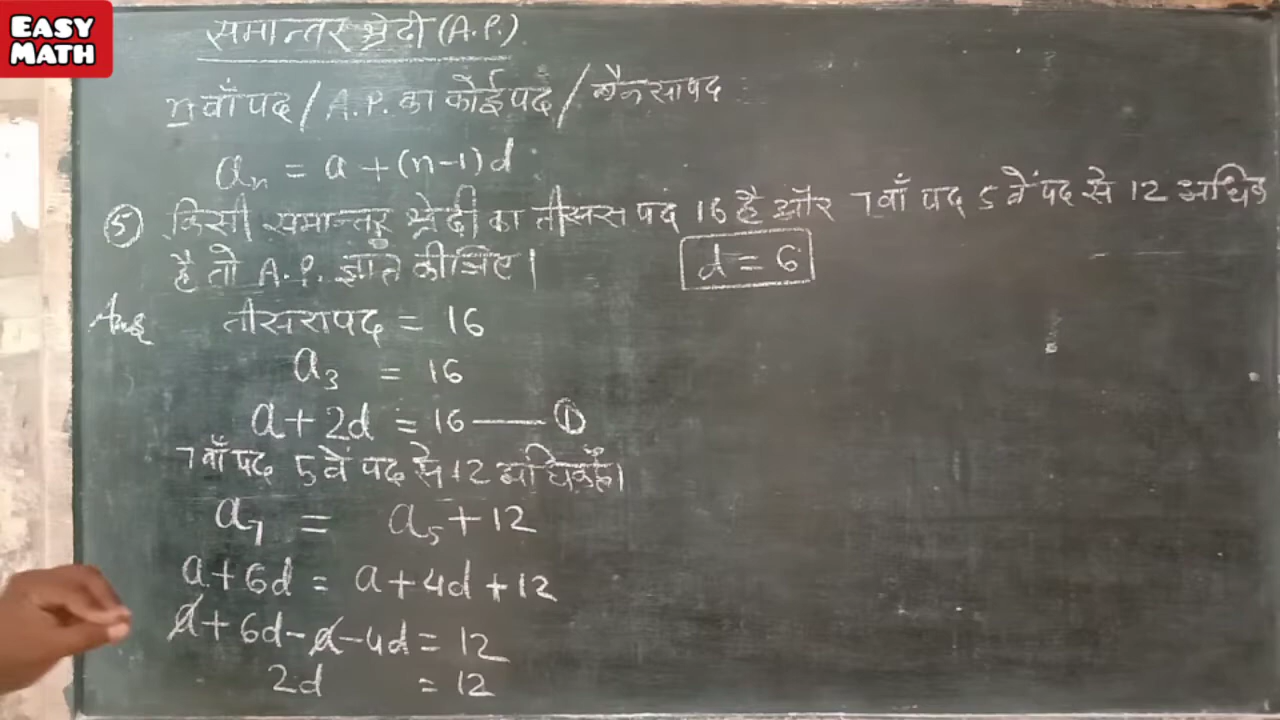 EASY
MATH
समान्तर श्रेढी (A.P.)
nवाँ पद / A.P. का कोई पद / कौन सा पद
aₙ = a + (n-1)d
⑤ किसी समान्तर श्रेढी का तीसरा पद 16 है और 7वाँ पद 5वें पद से 12 अधिक
है तो A.P. ज्ञात कीजिए।
d = 6
Ans तीसरा पद = 16
a₃ = 16
a + 2d = 16 —— ①
7वाँ पद 5वें पद से 12 अधिक है।
a₇ = a₅ + 12
a + 6d = a + 4d + 12
a + 6d - a - 4d = 12
2d = 12